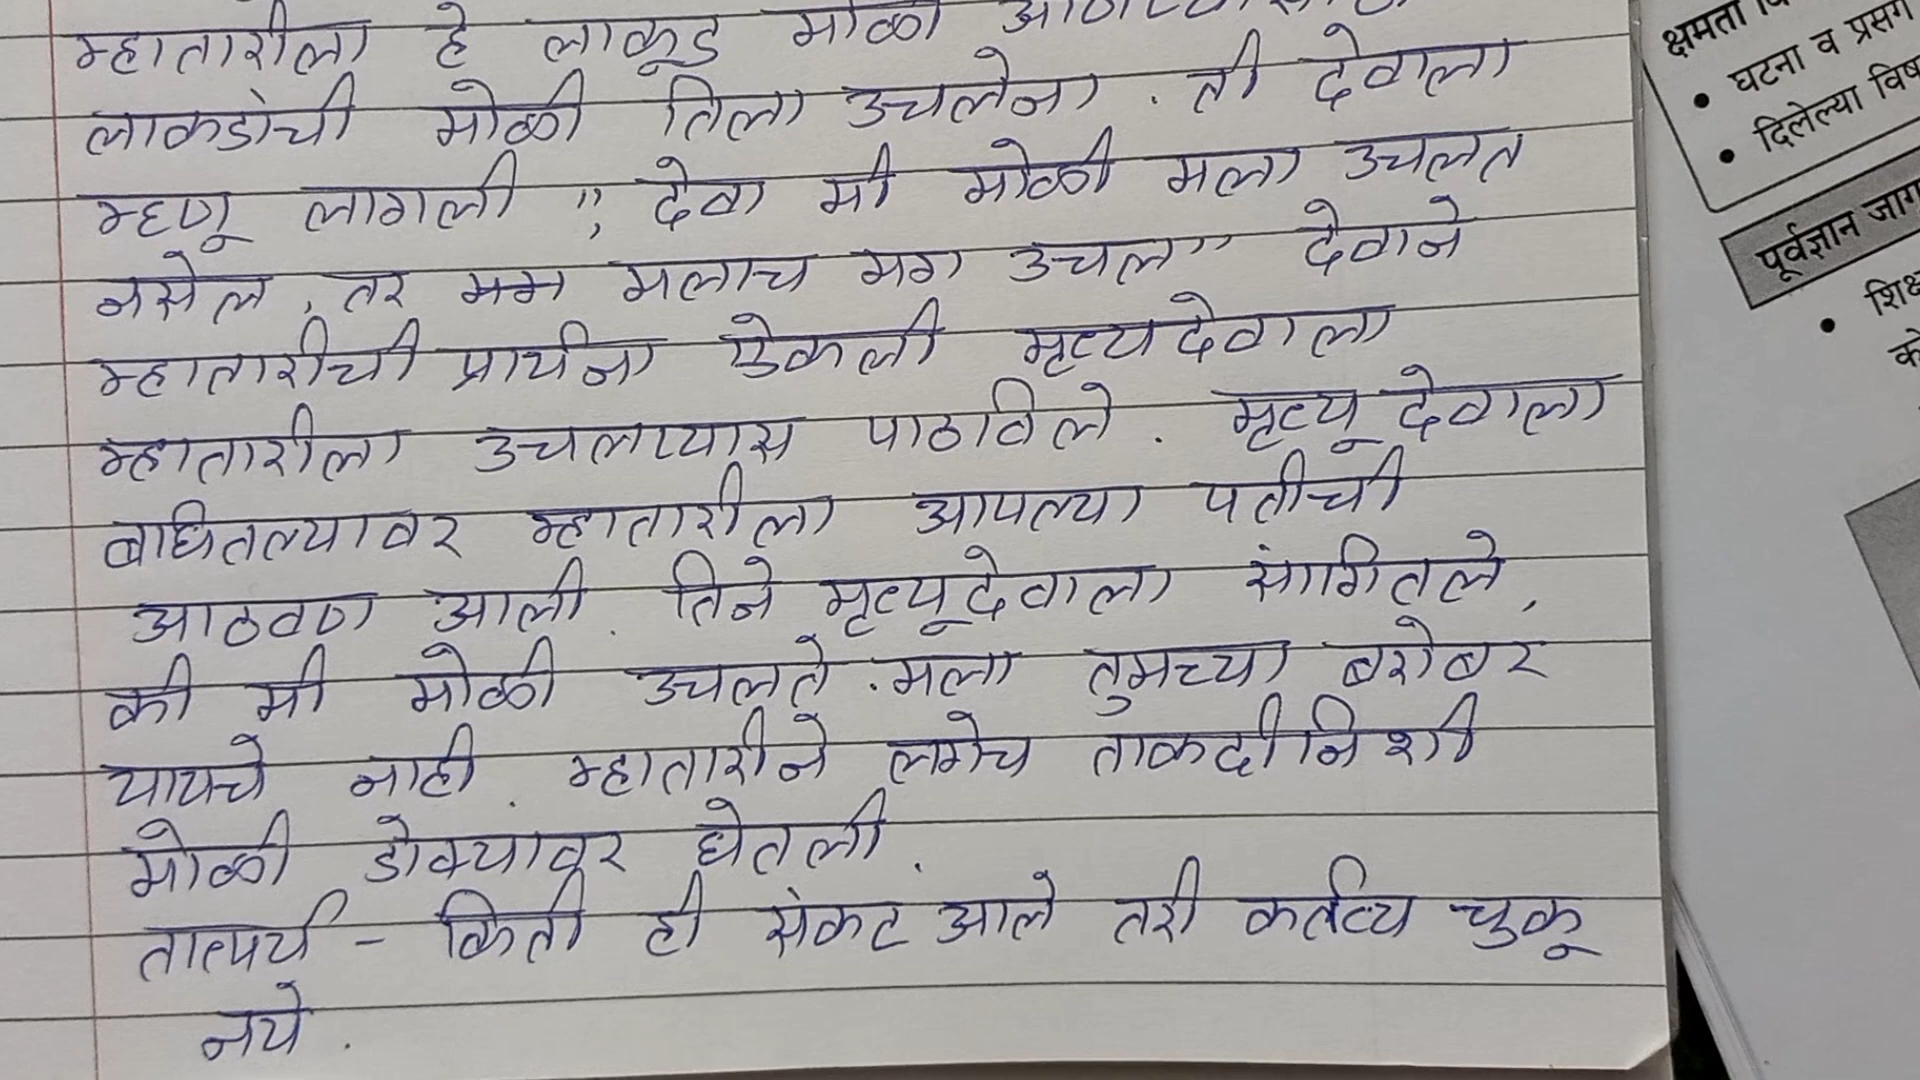 म्हातारीला हे लाकूड मोळी
लाकडांची मोळी तिला उचलेना. ती देवाला
म्हणू लागली ",, देवा मी मोळी मला उचलत
नसेल, तर मम मलाच मग उचल" देवाने
म्हातारीची प्रार्थना ऐकली मृत्यदेवाला
म्हातारीला उचलण्यास पाठविले. मृत्यू देवाला
बघितल्यावर म्हातारीला आपल्या पतीची
आठवण आली. तिने मृत्यूदेवाला सांगितले,
की मी मोळी उचलते. मला तुमच्या बरोबर
यायचे नाही. म्हातारीने लगेच ताकदीनिशी
मोळी डोक्यावर घेतली.
तात्पर्य - किती ही संकट आले तरी कर्तव्य चुकू
नये.
क्षमता
• घटना व प्रसंग
• दिलेल्या विष
पूर्वज्ञान जाग
• शिक्ष